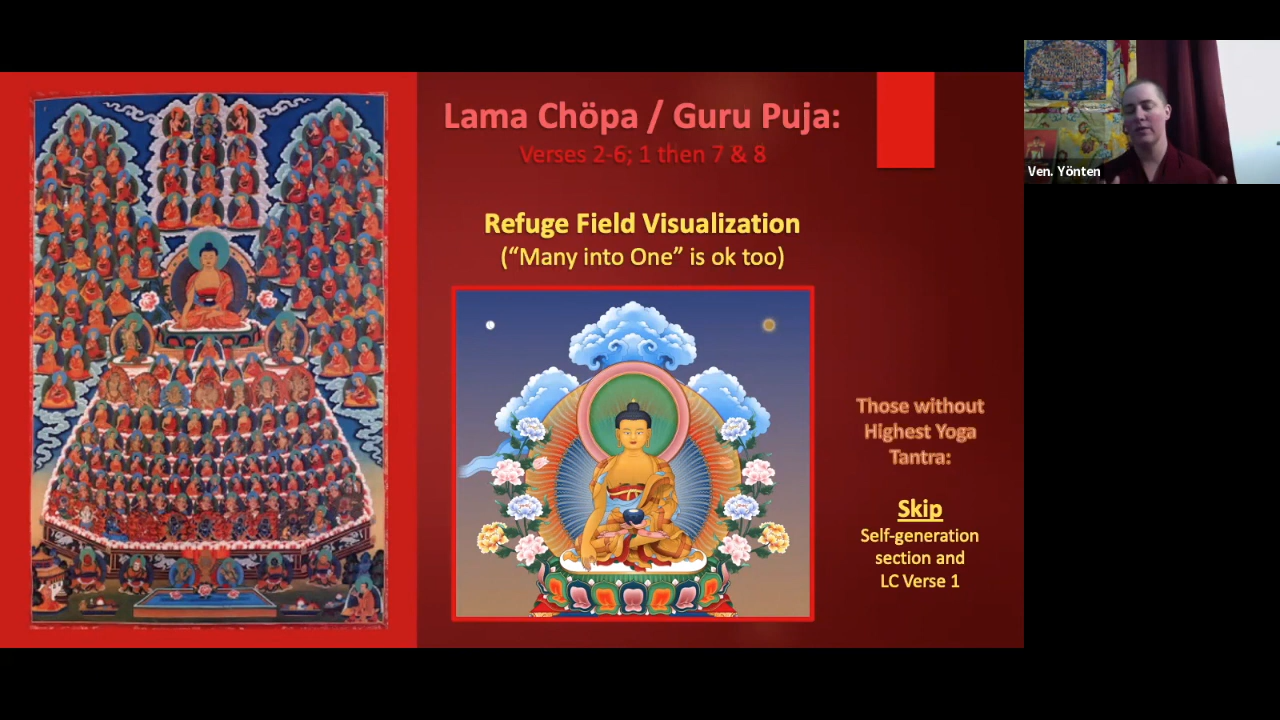 Lama Chöpa / Guru Puja:
Verses 2-6; 1 then 7 & 8
Refuge Field Visualization
(“Many into One” is ok too)
Those without
Highest Yoga
Tantra:
Skip
Self-generation
section and
LC Verse 1
Ven. Yönten